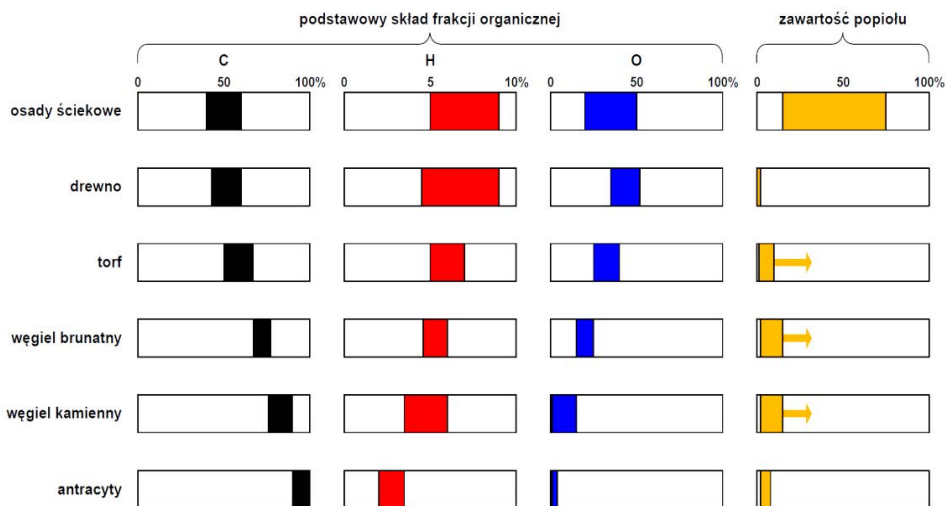 podstawowy skład frakcji organicznej zawartość popiołu
C H O
0 50 100% 0 5 10% 0 50 100% 0 50 100%
osady ściekowe
drewno
torf
węgiel brunatny
węgiel kamienny
antracyty